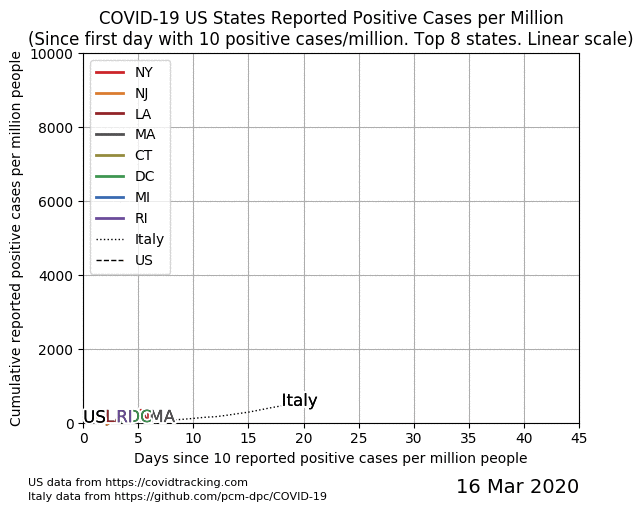 COVID-19 US States Reported Positive Cases per Million
(Since first day with 10 positive cases/million. Top 8 states. Linear scale)
Cumulative reported positive cases per million people
10000
8000
6000
4000
2000
0
NY
NJ
LA
MA
CT
DC
MI
RI
Italy
US
Italy
US RI DC MA
0 5 10 15 20 25 30 35 40 45
Days since 10 reported positive cases per million people
US data from https://covidtracking.com
Italy data from https://github.com/pcm-dpc/COVID-19
16 Mar 2020